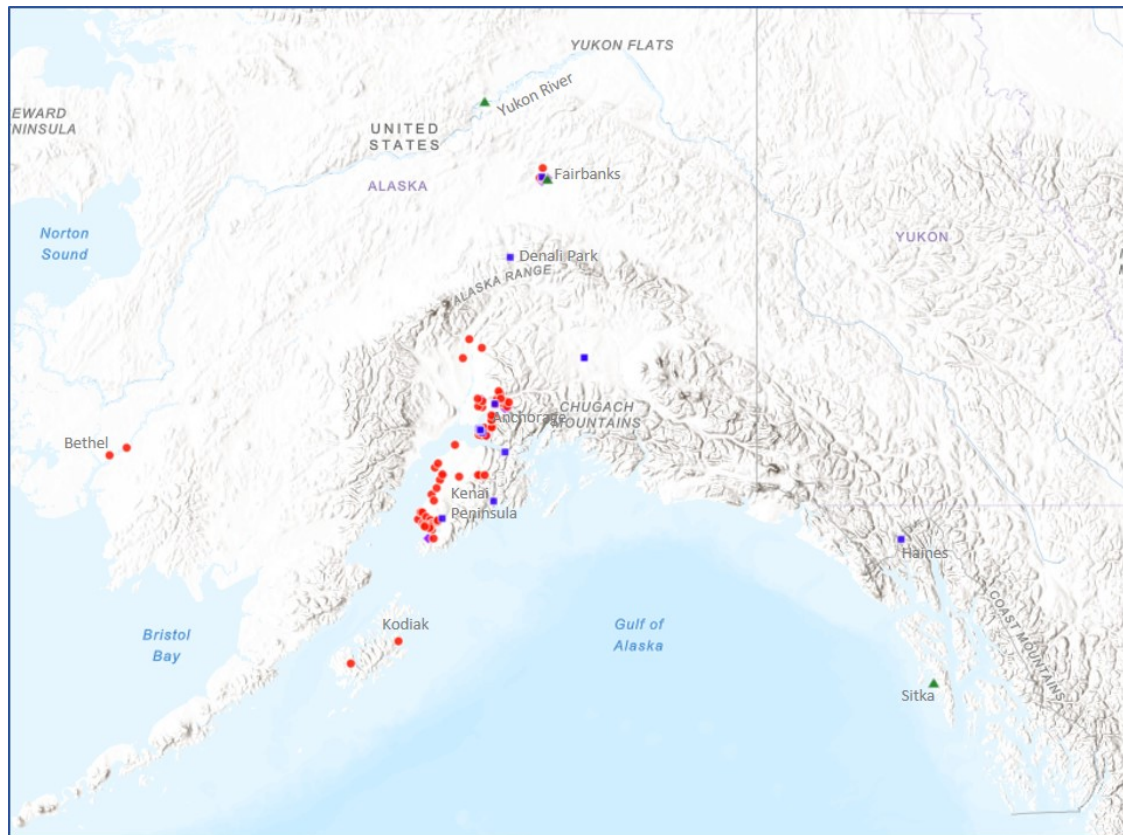 YUKON FLATS
Yukon River
EWARD
NINSULA
UNITED
STATES
Fairbanks
ALASKA
Norton
Sound
YUKON
Denali Park
ALASKA RANGE
Anchorage
CHUGACH
MOUNTAINS
Bethel
Kenai
Peninsula
Haines
COAST MOUNTAINS
Kodiak
Gulf of
Alaska
Bristol
Bay
Sitka